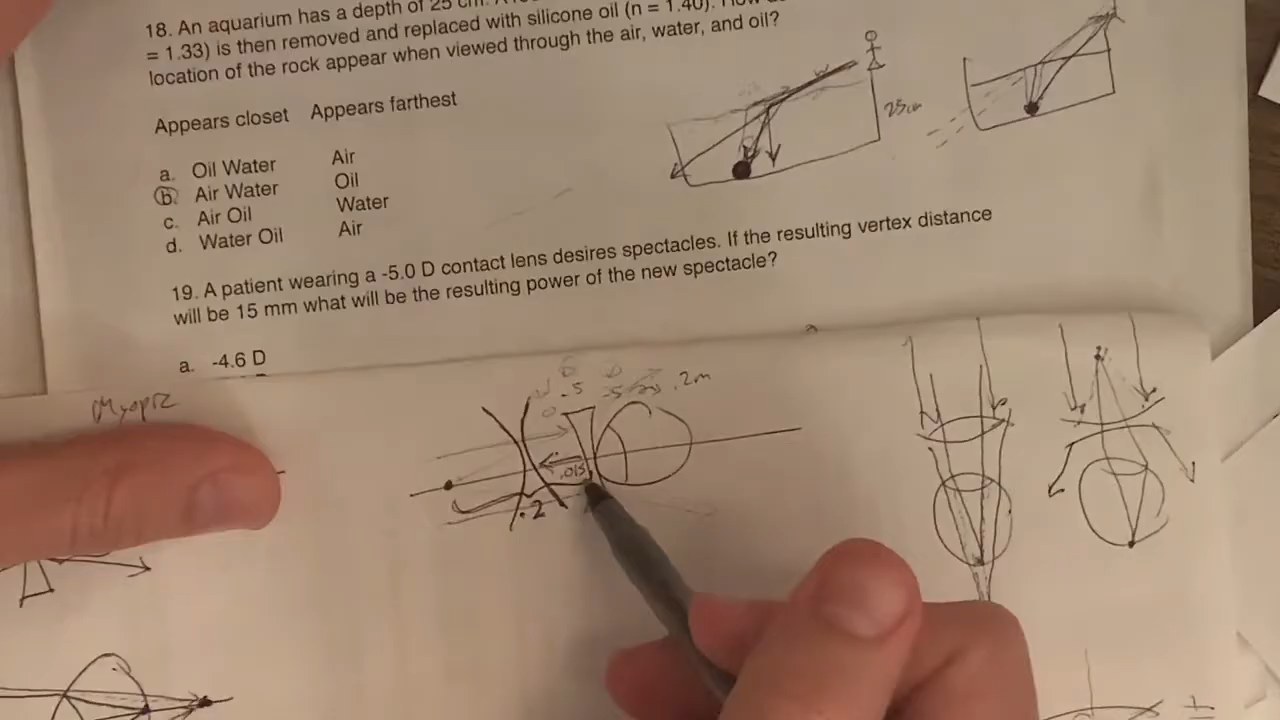 18. An aquarium has a depth of 25 cm.
= 1.33) is then removed and replaced with silicone oil (n = 1.40).
location of the rock appear when viewed through the air, water, and oil?
Appears closet Appears farthest
a. Oil Water Air
b. Air Water Oil
c. Air Oil Water
d. Water Oil Air
25cm
19. A patient wearing a -5.0 D contact lens desires spectacles. If the resulting vertex distance
will be 15 mm what will be the resulting power of the new spectacle?
a. -4.6 D
Myopic
-5
.2m
.015
.2